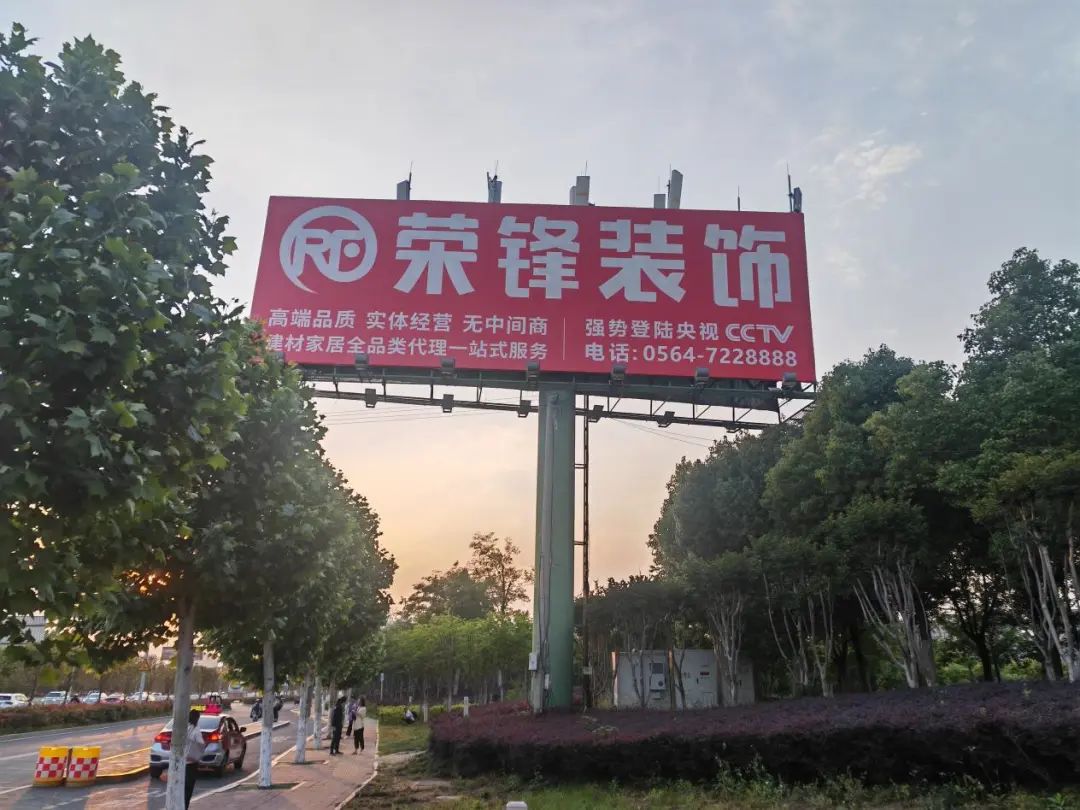 RF 荣锋装饰
高端品质 实体经营 无中间商
建材家居全品类代理一站式服务
强势登陆央视 CCTV
电话:0564-7228888